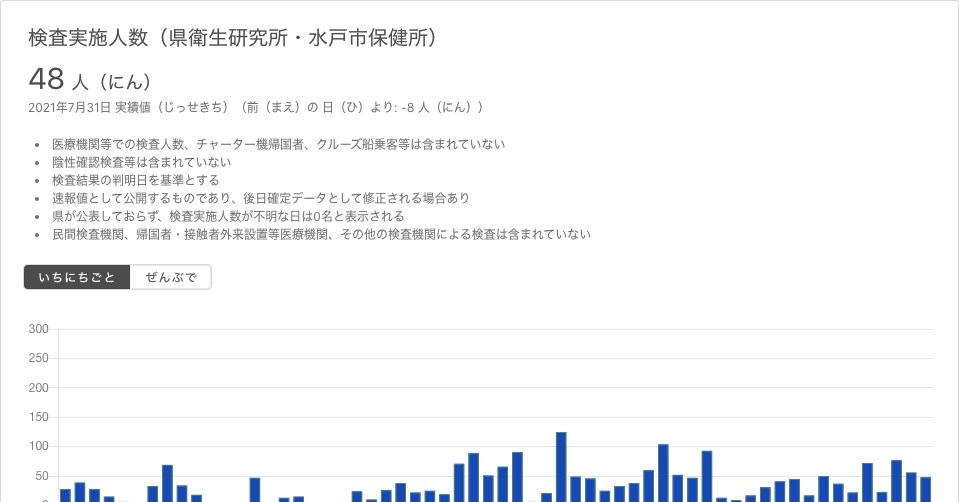 検査実施人数（県衛生研究所・水戸市保健所）
48 人（にん）
2021年7月31日 実績値（じっせきち）（前（まえ）の 日（ひ）より: -8 人（にん））
• 医療機関等での検査人数、チャーター機帰国者、クルーズ船乗客等は含まれていない
• 陰性確認検査等は含まれていない
• 検査結果の判明日を基準とする
• 速報値として公開するものであり、後日確定データとして修正される場合あり
• 県が公表しておらず、検査実施人数が不明な日は0名と表示される
• 民間検査機関、帰国者・接触者外来設置等医療機関、その他の検査機関による検査は含まれていない
いちにちごと ぜんぶで
300
250
200
150
100
50